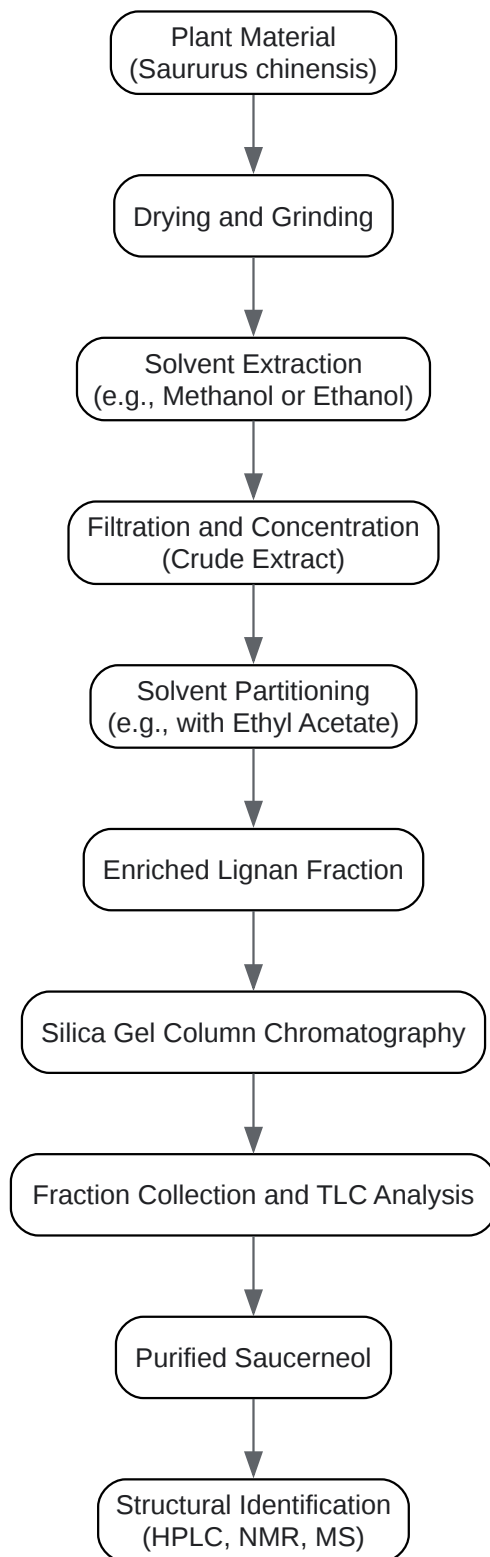 Plant Material
(Saururus chinensis)
Drying and Grinding
Solvent Extraction
(e.g., Methanol or Ethanol)
Filtration and Concentration
(Crude Extract)
Solvent Partitioning
(e.g., with Ethyl Acetate)
Enriched Lignan Fraction
Silica Gel Column Chromatography
Fraction Collection and TLC Analysis
Purified Saucerneol
Structural Identification
(HPLC, NMR, MS)